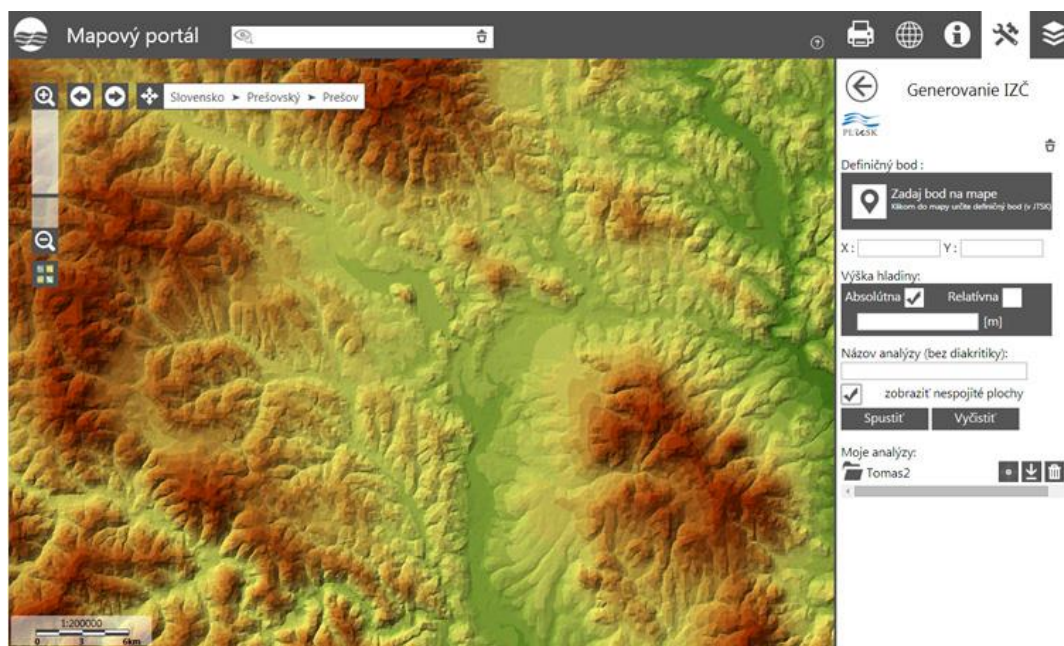 Mapový portál
Slovensko ➤ Prešovský ➤ Prešov
1:200000
0 3 6km
Generovanie IZČ
Definičný bod :
Zadaj bod na mape
Klikom do mapy určite definičný bod (v JTSK)
X : Y :
Výška hladiny:
Absolútna Relatívna
[m]
Názov analýzy (bez diakritiky):
zobraziť nespojité plochy
Spustiť Vyčistiť
Moje analýzy:
Tomas2